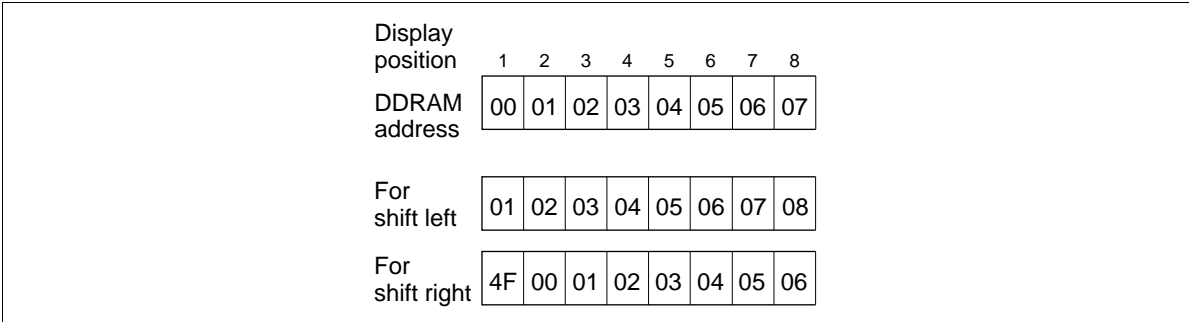 Display
position 1 2 3 4 5 6 7 8
DDRAM
address 00 01 02 03 04 05 06 07
For
shift left 01 02 03 04 05 06 07 08
For
shift right 4F 00 01 02 03 04 05 06